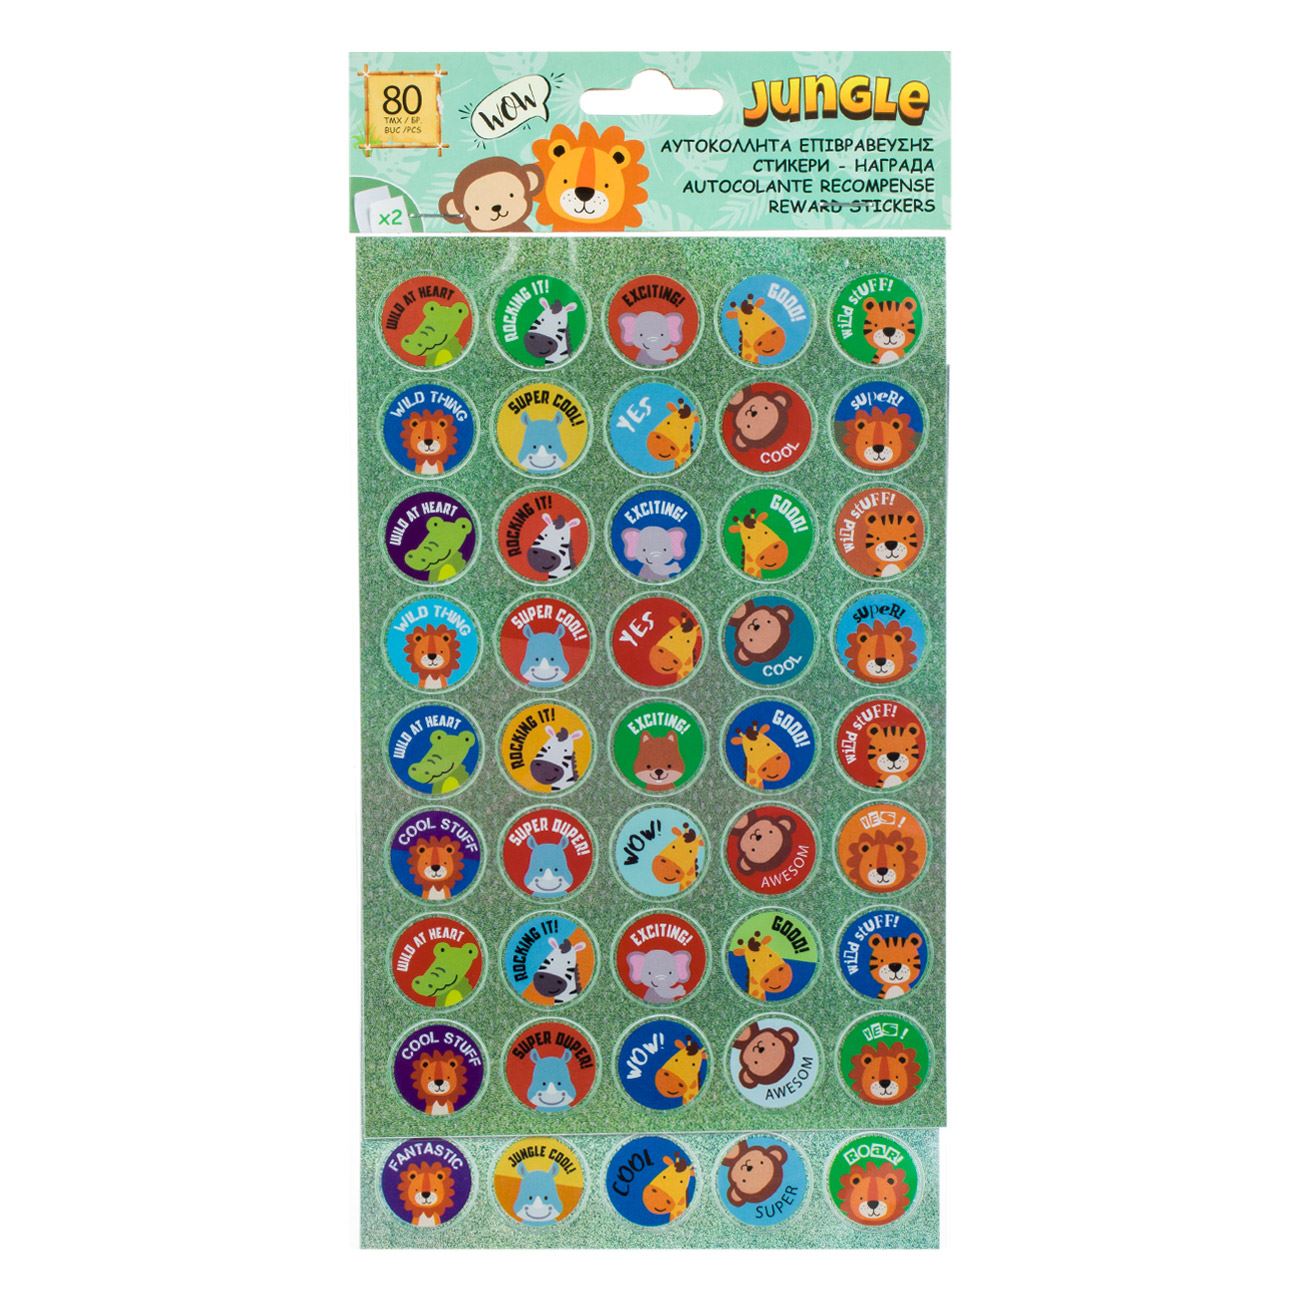 80
ΤΜΧ / БР.
BUC /PCS
x2
WOW
JUNGLE
ΑΥΤΟΚΟΛΛΗΤΑ ΕΠΙΒΡΑΒΕΥΣΗΣ
СТИКЕРИ - НАГРАДА
AUTOCOLANTE RECOMPENSE
REWARD STICKERS
WILD AT HEART
ROCKING IT!
EXCITING!
GOOD!
WilD stUFF!
WILD THING
SUPER COOL!
YES
COOL
SUPeR!
WILD AT HEART
ROCKING IT!
EXCITING!
GOOD!
WilD stUFF!
WILD THING
SUPER COOL!
YES
COOL
SUPeR!
WILD AT HEART
ROCKING IT!
EXCITING!
GOOD!
WilD stUFF!
COOL STUFF
SUPER DUPER!
WOW!
AWESOM
YES!
WILD AT HEART
ROCKING IT!
EXCITING!
GOOD!
WilD stUFF!
COOL STUFF
SUPER DUPER!
WOW!
AWESOM
YES!
FANTASTIC
JUNGLE COOL!
COOL
SUPER
ROAR!